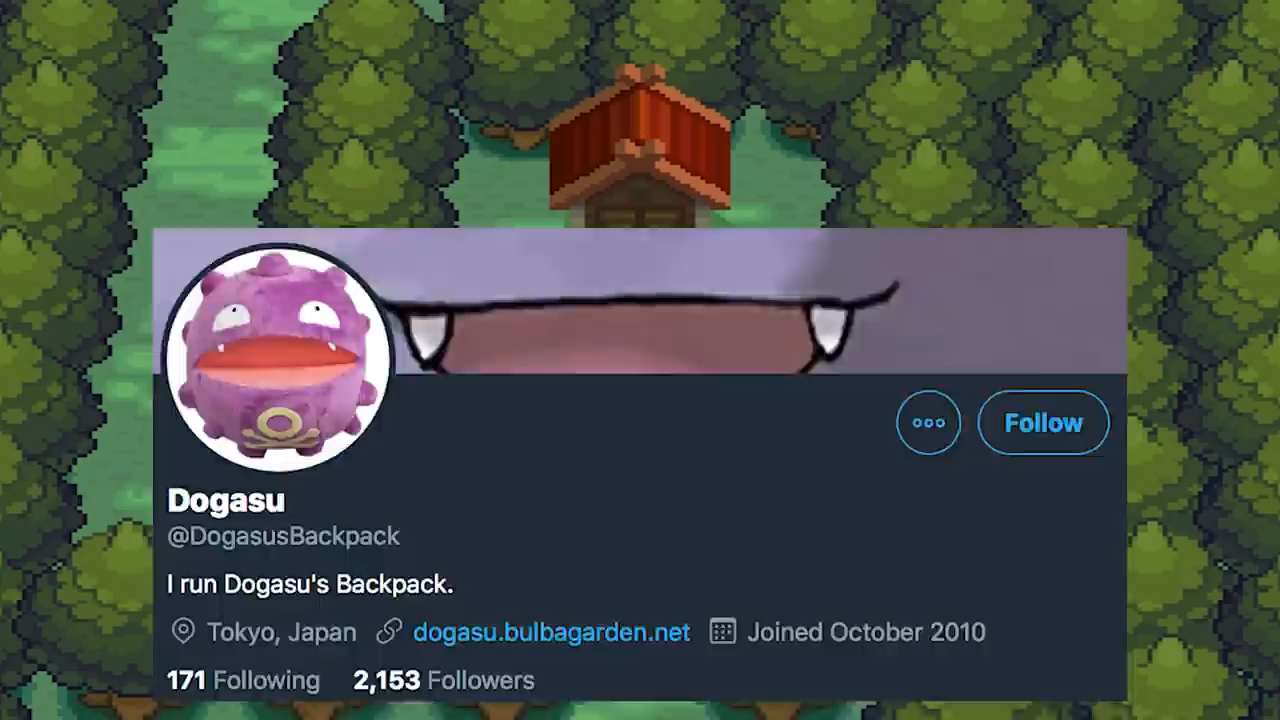 Follow
Dogasu
@DogasusBackpack
I run Dogasu's Backpack.
Tokyo, Japan dogasu.bulbagarden.net Joined October 2010
171 Following 2,153 Followers